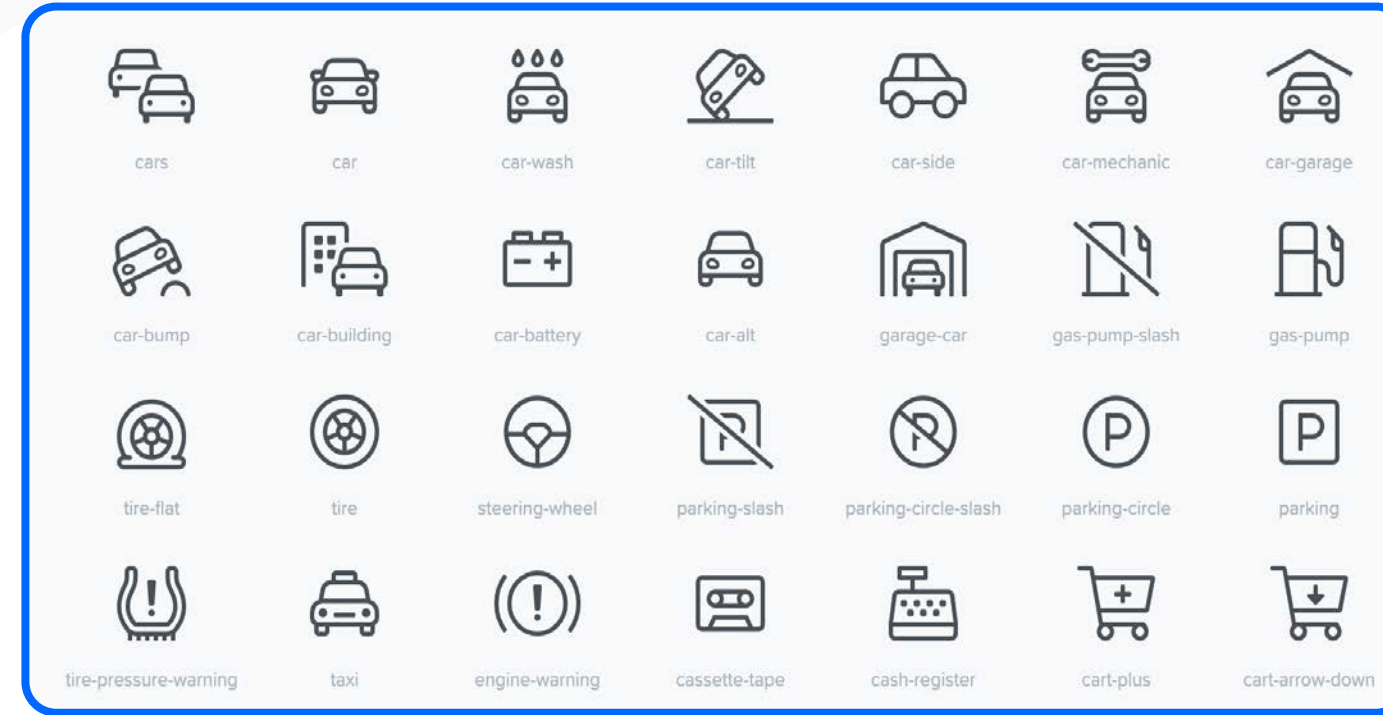 cars car car-wash car-tilt car-side car-mechanic car-garage
car-bump car-building car-battery car-alt garage-car gas-pump-slash gas-pump
P P P P
tire-flat tire steering-wheel parking-slash parking-circle-slash parking-circle parking
tire-pressure-warning taxi engine-warning cassette-tape cash-register cart-plus cart-arrow-down